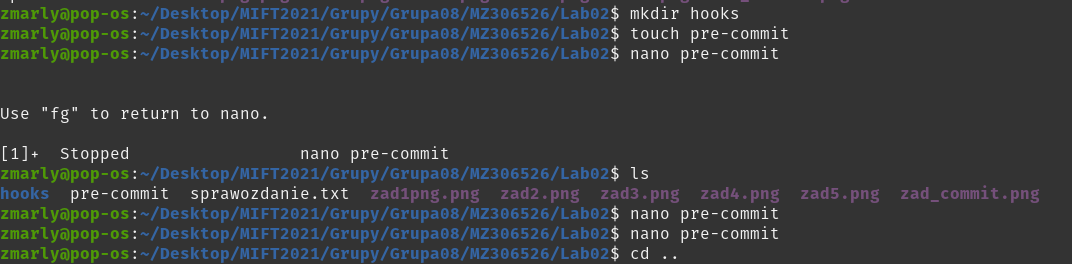 zmarly@pop-os:~/Desktop/MIFT2021/Grupy/Grupa08/MZ306526/Lab02$ mkdir hooks
zmarly@pop-os:~/Desktop/MIFT2021/Grupy/Grupa08/MZ306526/Lab02$ touch pre-commit
zmarly@pop-os:~/Desktop/MIFT2021/Grupy/Grupa08/MZ306526/Lab02$ nano pre-commit
Use "fg" to return to nano.
[1]+  Stopped                 nano pre-commit
zmarly@pop-os:~/Desktop/MIFT2021/Grupy/Grupa08/MZ306526/Lab02$ ls
hooks  pre-commit  sprawozdanie.txt  zad1png.png  zad2.png  zad3.png  zad4.png  zad5.png  zad_commit.png
zmarly@pop-os:~/Desktop/MIFT2021/Grupy/Grupa08/MZ306526/Lab02$ nano pre-commit
zmarly@pop-os:~/Desktop/MIFT2021/Grupy/Grupa08/MZ306526/Lab02$ nano pre-commit
zmarly@pop-os:~/Desktop/MIFT2021/Grupy/Grupa08/MZ306526/Lab02$ cd ..